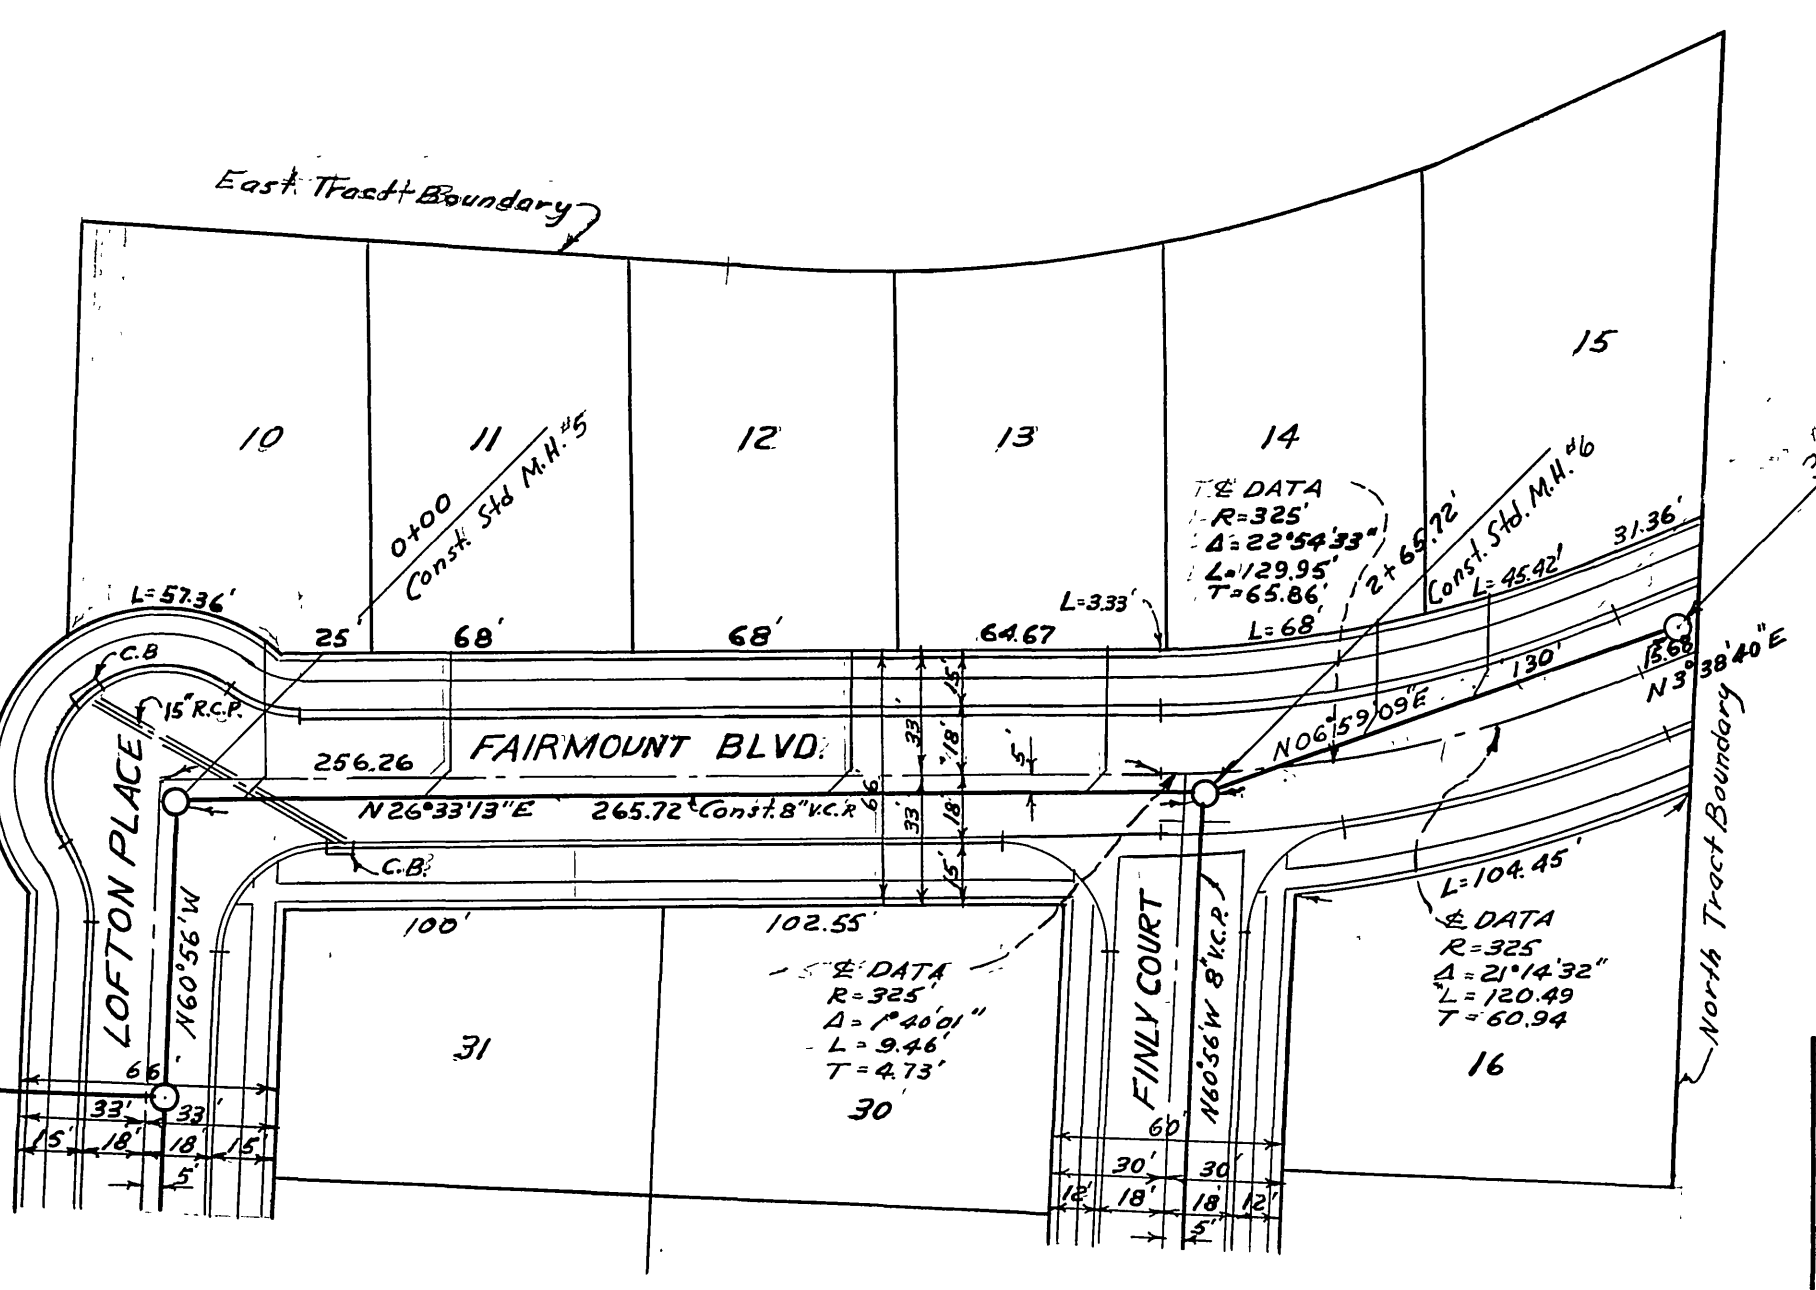 East Tract Boundary
10
11
12
13
14
15
0+00
Const. Std M.H. #5
℄ DATA
R=325'
Δ=22°54'33"
L=129.95'
T=65.86'
2+65.72'
Const. Std. M.H. #6
L=57.36'
25'
68'
68'
64.67
L=3.33'
L=68'
L=45.42'
31.36'
C.B
15" R.C.P.
FAIRMOUNT BLVD.
256.26
N 26°33'13"E
265.72' Const. 8" V.C.P.
C.B.
66'
33'
33'
15'
18'
18'
15'
5'
N06°59'09"E
130'
15.68
N 3°38'40"E
North Tract Boundary
LOFTON PLACE
N60°56'W
100'
102.55'
℄ DATA
R=325'
Δ=1°40'01"
L=9.46'
T=4.73'
31
30
FINLY COURT
N60°56'W 8" V.C.P.
L=104.45'
℄ DATA
R=325
Δ=21°14'32"
L=120.49
T=60.94
16
66'
33'
33'
15'
18'
18'
15'
5'
60'
30'
30'
12'
18'
18'
12'
5'